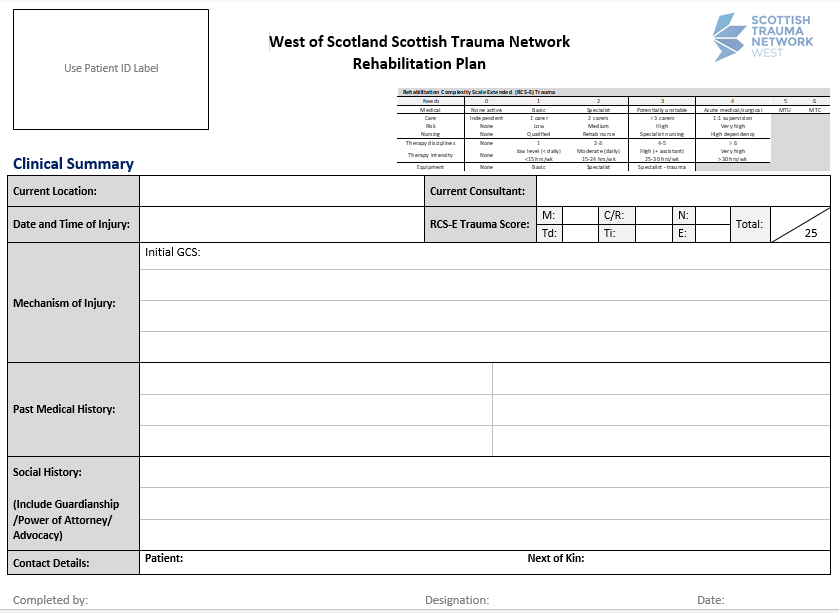 Use Patient ID Label
West of Scotland Scottish Trauma Network
Rehabilitation Plan
SCOTTISH
TRAUMA
NETWORK
WEST
Rehabilitation Complexity Scale Extended (RCS-E) Trauma
Needs 0 1 2 3 4 5 6
Medical None active Basic Specialist Potentially unstable Acute medical/surgical MTU MTC
Care Independent 1 carer 2 carers ≥3 carers 1:1 supervision
Risk None Low Medium High Very high
Nursing None Qualified Rehab nurse Specialist nursing High dependency
Therapy disciplines None 1 2-3 4-5 ≥ 6
Therapy intensity None low level (< daily) Moderate (daily) High (+ assistant) Very high
<15 hrs/wk 15-24 hrs/wk 25-30 hrs/wk >30 hrs/wk
Equipment None Basic Specialist Specialist - trauma
Clinical Summary
Current Location: Current Consultant:
Date and Time of Injury: RCS-E Trauma Score: M: C/R: N: Total: 25
Td: Ti: E:
Initial GCS:
Mechanism of Injury:
Past Medical History:
Social History:
(Include Guardianship
/Power of Attorney/
Advocacy)
Contact Details: Patient: Next of Kin:
Completed by: Designation: Date: